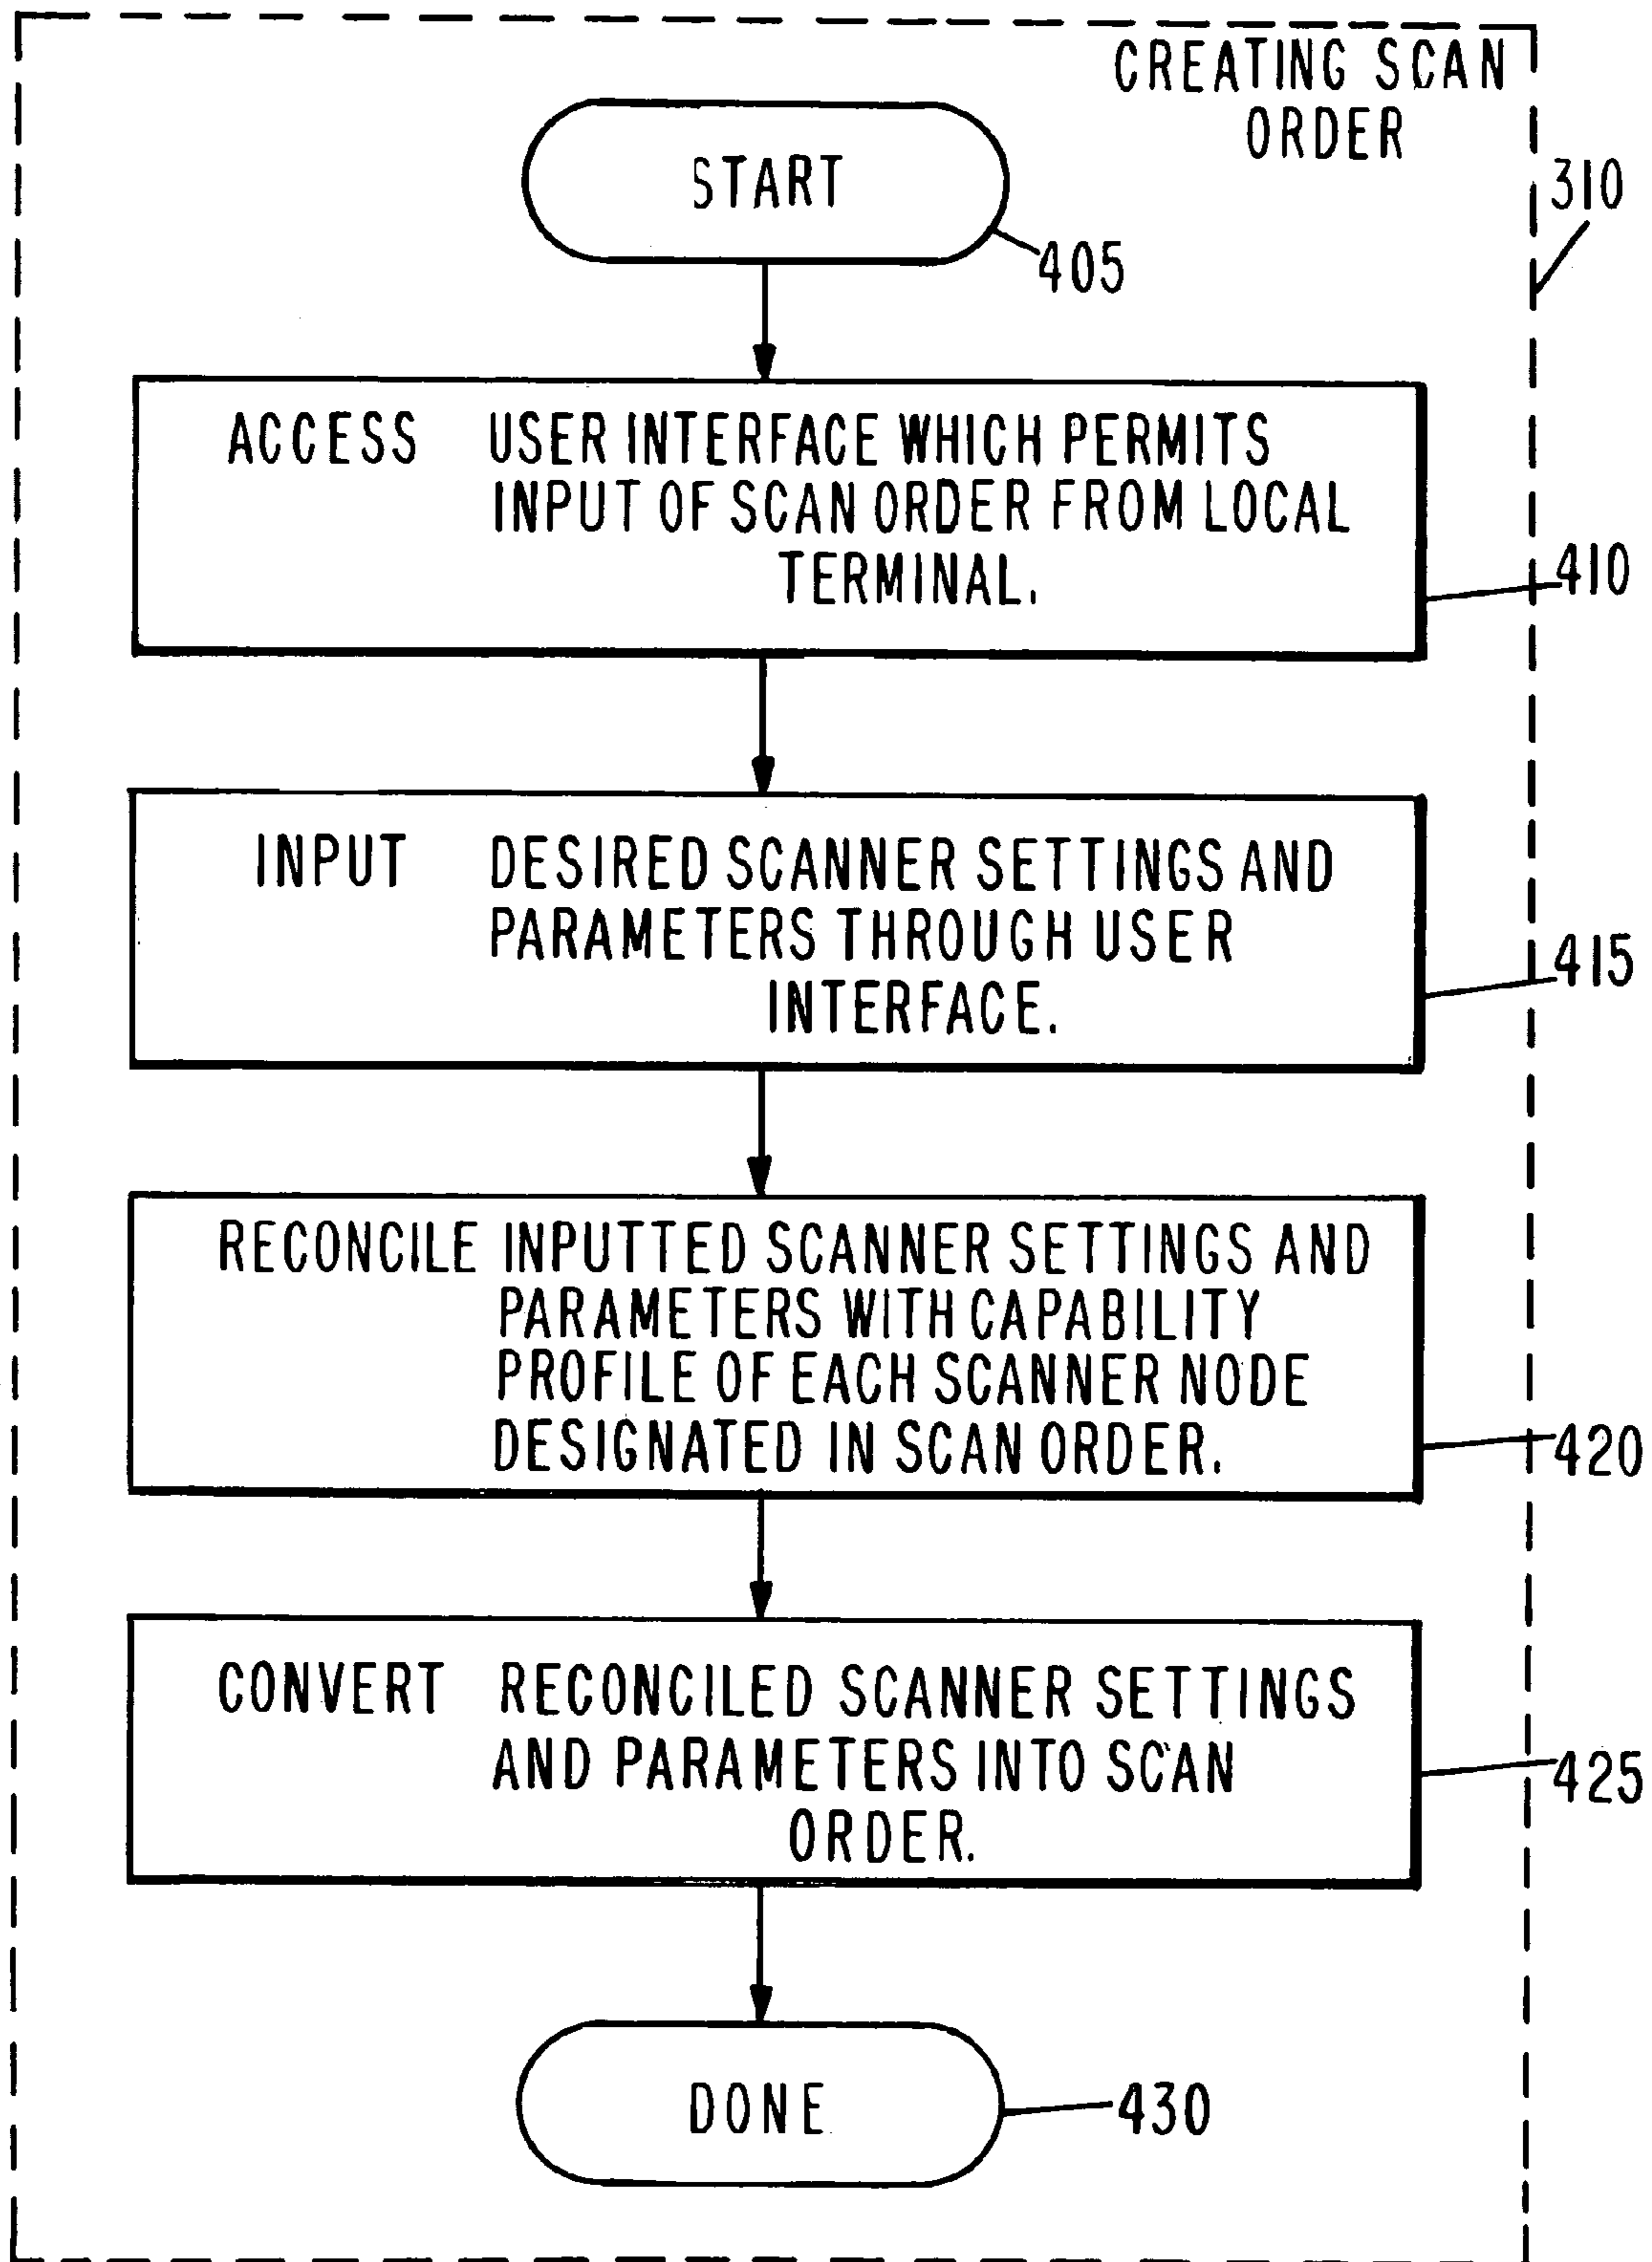 CREATING SCAN
ORDER
START
310
405
ACCESS USER INTERFACE WHICH PERMITS
INPUT OF SCAN ORDER FROM LOCAL
TERMINAL.
410
INPUT DESIRED SCANNER SETTINGS AND
PARAMETERS THROUGH USER
INTERFACE.
415
RECONCILE INPUTTED SCANNER SETTINGS AND
PARAMETERS WITH CAPABILITY
PROFILE OF EACH SCANNER NODE
DESIGNATED IN SCAN ORDER.
420
CONVERT RECONCILED SCANNER SETTINGS
AND PARAMETERS INTO SCAN
ORDER.
425
DONE
430